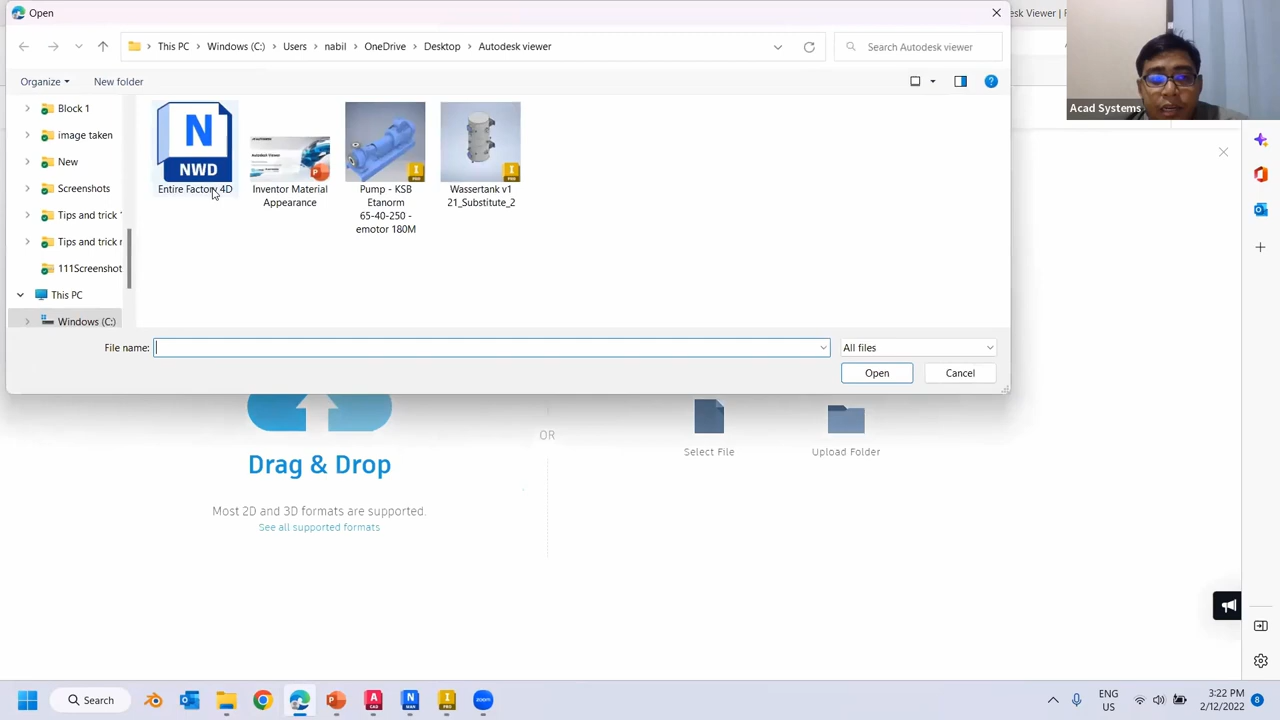 Open
esk Viewer |
This PC > Windows (C:) > Users > nabil > OneDrive > Desktop > Autodesk viewer
Search Autodesk viewer
Organize
New folder
Acad Systems
Block 1
image taken
New
Screenshots
Tips and trick
Tips and trick r
111Screenshot
This PC
Windows (C:)
N
NWD
Entire Factory 4D
Autodesk Viewer
Inventor Material
Appearance
Pump - KSB
Etanorm
65-40-250 -
emotor 180M
Wassertank v1
21_Substitute_2
File name:
All files
Open
Cancel
Drag & Drop
Most 2D and 3D formats are supported.
See all supported formats
OR
Select File
Upload Folder
Search
ENG
US
3:22 PM
2/12/2022
8